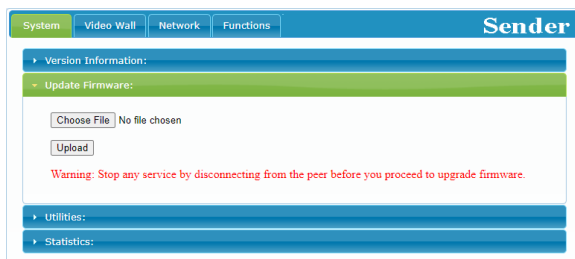 System Video Wall Network Functions Sender
Version Information:
Update Firmware:
Choose File No file chosen
Upload
Warning: Stop any service by disconnecting from the peer before you proceed to upgrade firmware.
Utilities:
Statistics: